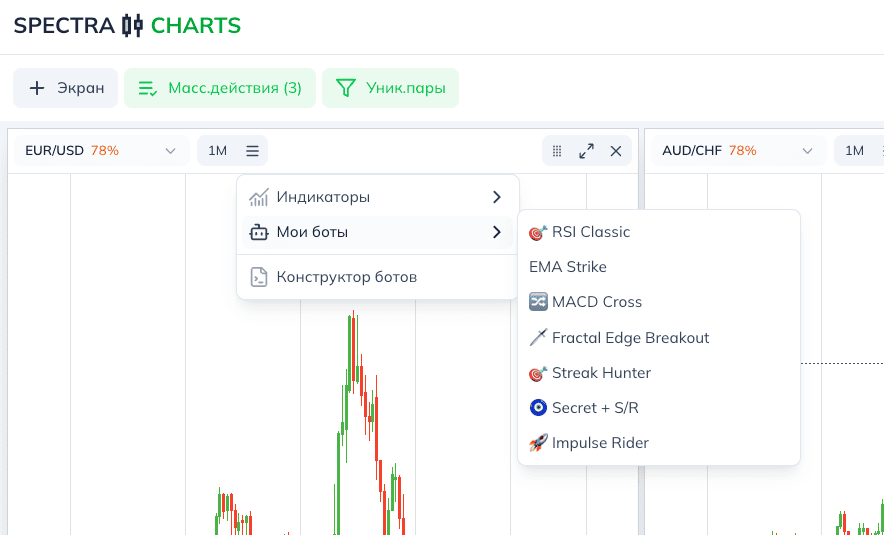 SPECTRA CHARTS
Экран Масс.действия (3) Уник.пары
EUR/USD 78% 1M AUD/CHF 78% 1M
Индикаторы
Мои боты
Конструктор ботов
RSI Classic
EMA Strike
MACD Cross
Fractal Edge Breakout
Streak Hunter
Secret + S/R
Impulse Rider